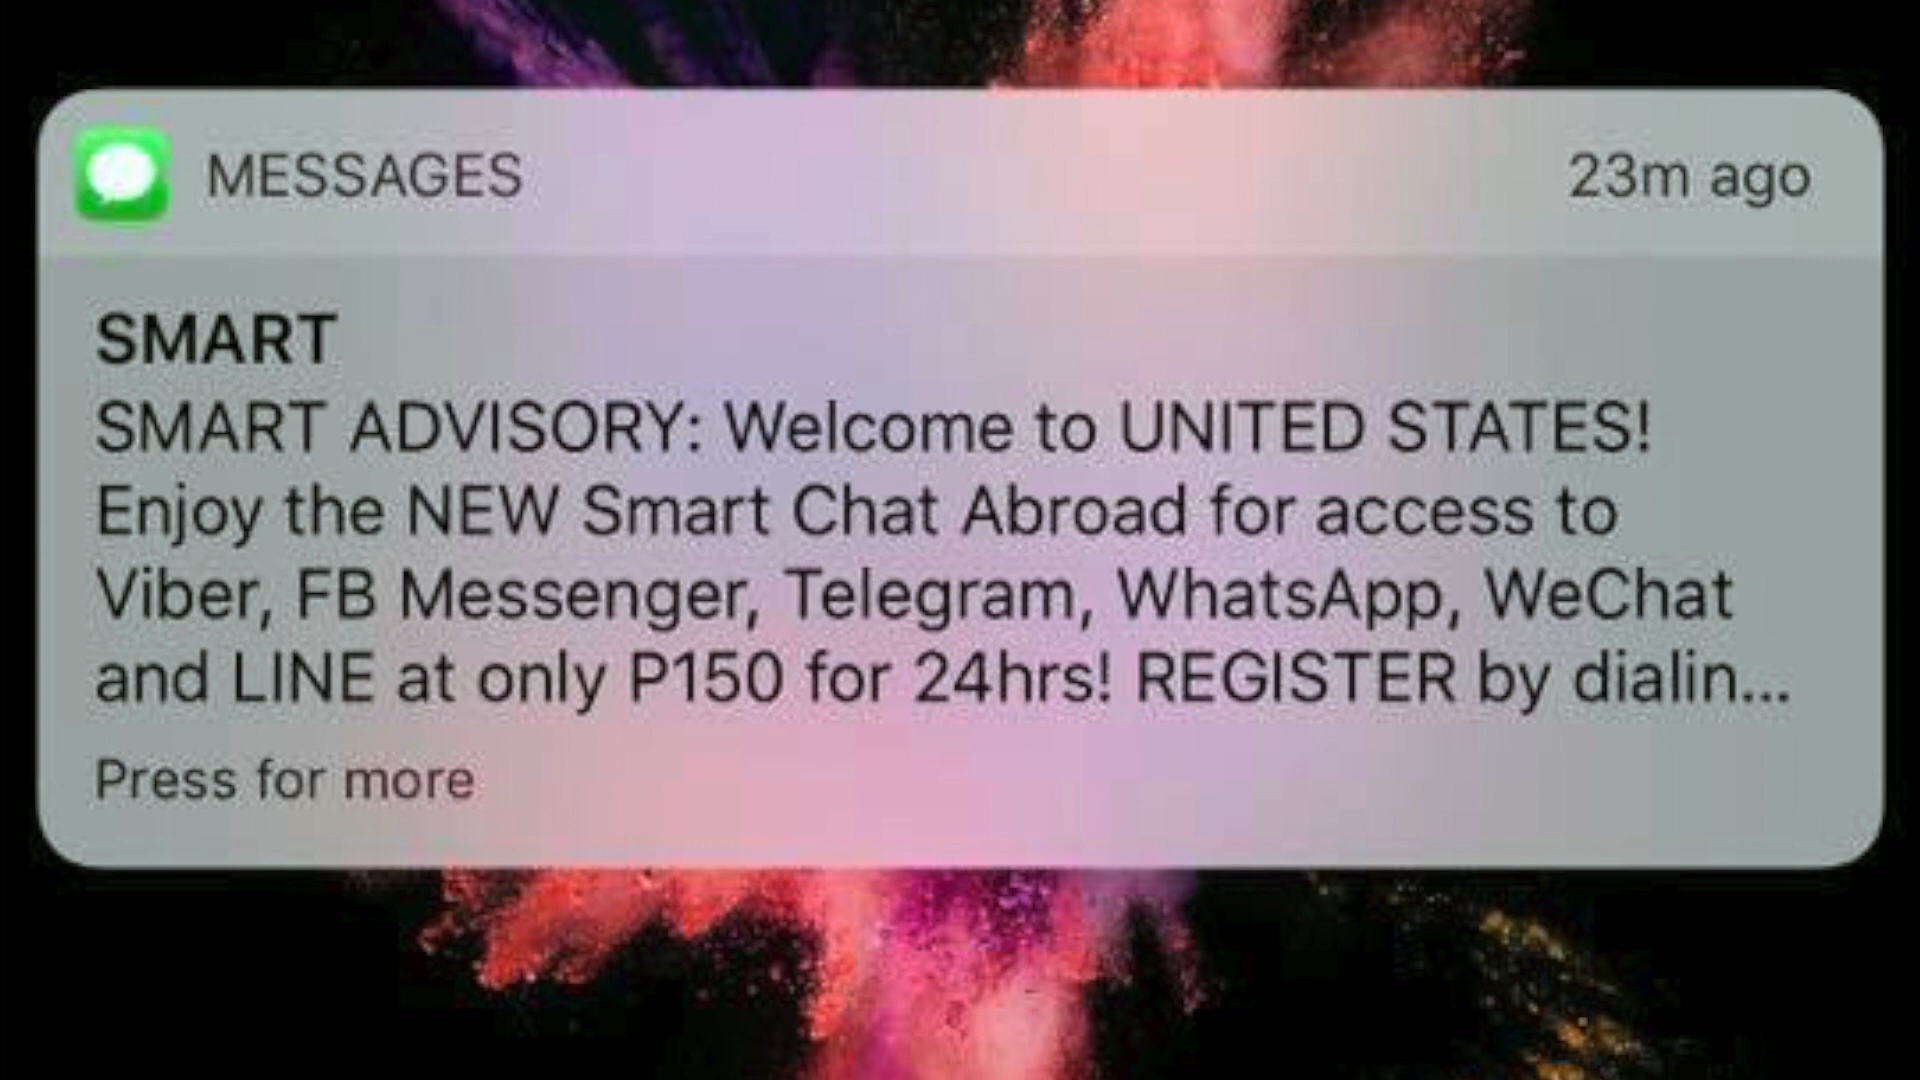 MESSAGES
23m ago
SMART
SMART ADVISORY: Welcome to UNITED STATES!
Enjoy the NEW Smart Chat Abroad for access to
Viber, FB Messenger, Telegram, WhatsApp, WeChat
and LINE at only P150 for 24hrs! REGISTER by dialin...
Press for more